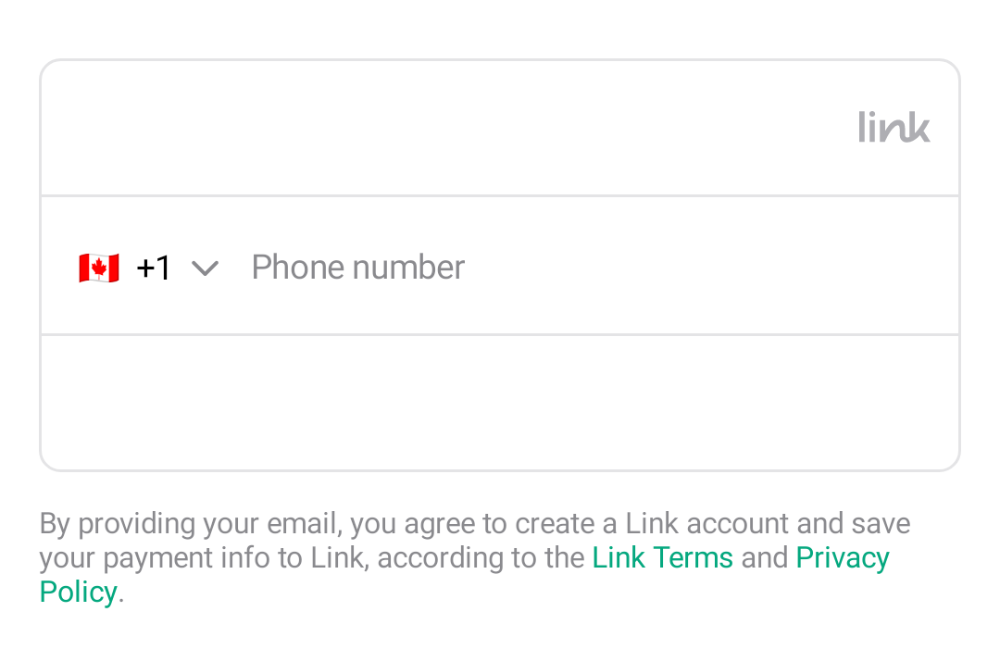 link
+1 Phone number
By providing your email, you agree to create a Link account and save
your payment info to Link, according to the Link Terms and Privacy
Policy.